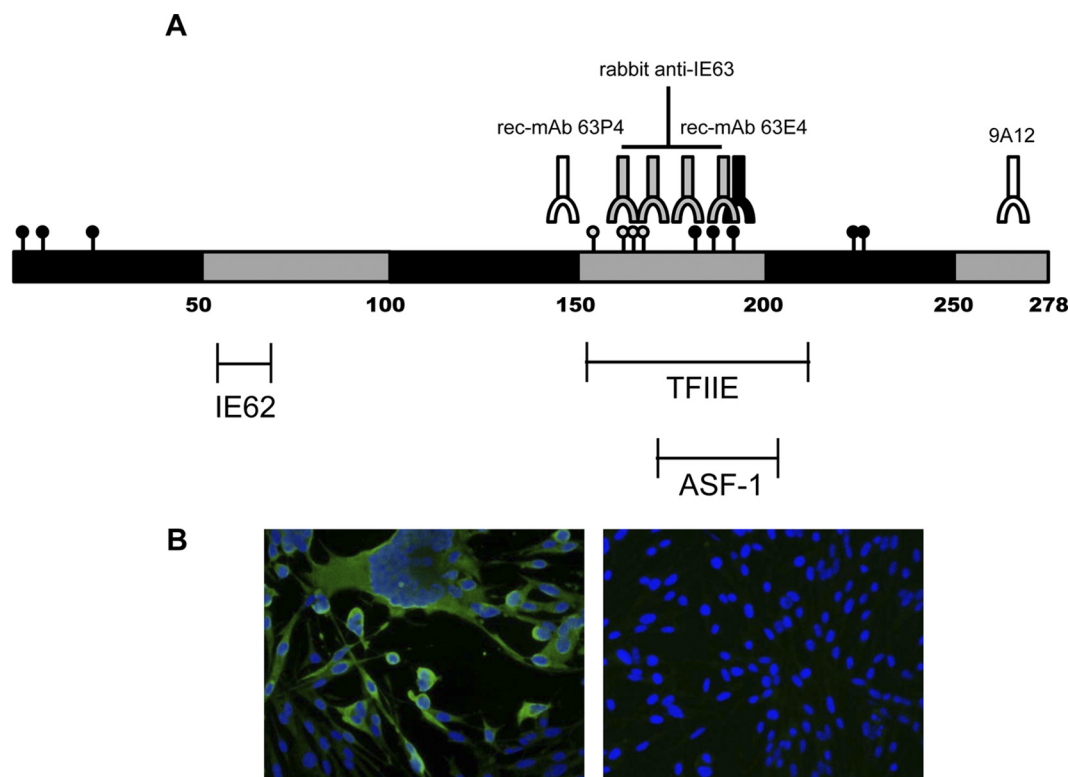 A
rabbit anti-IE63
rec-mAb 63P4 rec-mAb 63E4
9A12
50 100 150 200 250 278
IE62
TFIIE
ASF-1
B